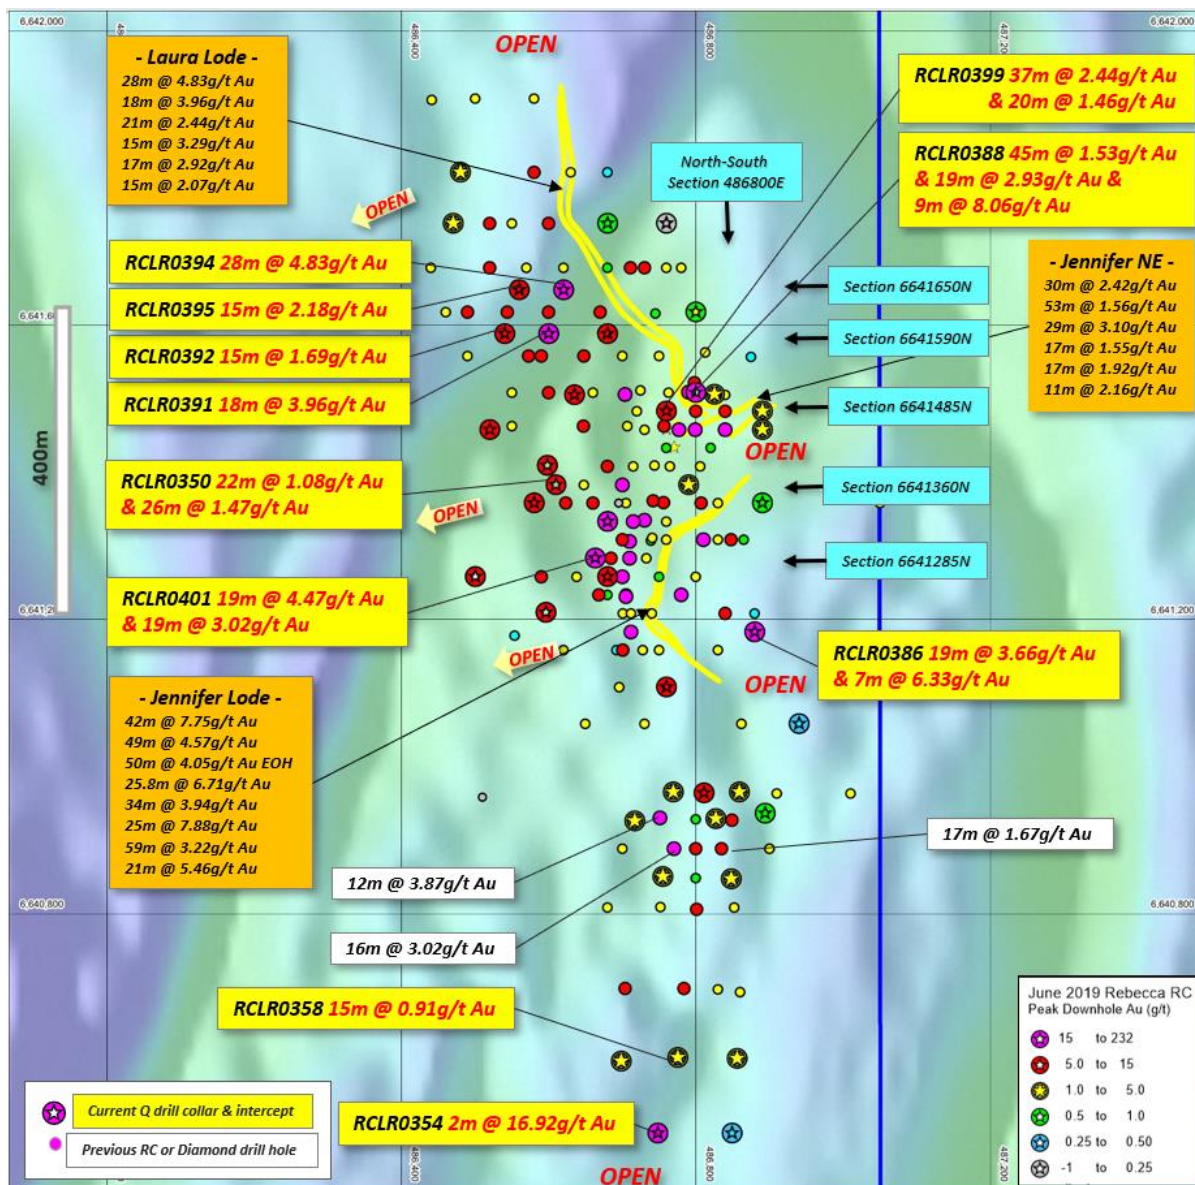 6,642,000
486,400
486,800
487,200
6,642,000
OPEN
- Laura Lode -
28m @ 4.83g/t Au
18m @ 3.96g/t Au
21m @ 2.44g/t Au
15m @ 3.29g/t Au
17m @ 2.92g/t Au
15m @ 2.07g/t Au
RCLR0399 37m @ 2.44g/t Au
& 20m @ 1.46g/t Au
RCLR0388 45m @ 1.53g/t Au
& 19m @ 2.93g/t Au &
9m @ 8.06g/t Au
North-South
Section 486800E
OPEN
- Jennifer NE -
30m @ 2.42g/t Au
53m @ 1.56g/t Au
29m @ 3.10g/t Au
17m @ 1.55g/t Au
17m @ 1.92g/t Au
11m @ 2.16g/t Au
RCLR0394 28m @ 4.83g/t Au
Section 6641650N
RCLR0395 15m @ 2.18g/t Au
Section 6641590N
RCLR0392 15m @ 1.69g/t Au
RCLR0391 18m @ 3.96g/t Au
Section 6641485N
400m
OPEN
RCLR0350 22m @ 1.08g/t Au
& 26m @ 1.47g/t Au
Section 6641360N
OPEN
Section 6641285N
RCLR0401 19m @ 4.47g/t Au
& 19m @ 3.02g/t Au
6,641,200
OPEN
RCLR0386 19m @ 3.66g/t Au
& 7m @ 6.33g/t Au
OPEN
- Jennifer Lode -
42m @ 7.75g/t Au
49m @ 4.57g/t Au
50m @ 4.05g/t Au EOH
25.8m @ 6.71g/t Au
34m @ 3.94g/t Au
25m @ 7.88g/t Au
59m @ 3.22g/t Au
21m @ 5.46g/t Au
17m @ 1.67g/t Au
12m @ 3.87g/t Au
6,640,800
6,640,800
16m @ 3.02g/t Au
RCLR0358 15m @ 0.91g/t Au
June 2019 Rebecca RC
Peak Downhole Au (g/t)
15 to 232
5.0 to 15
1.0 to 5.0
0.5 to 1.0
0.25 to 0.50
-1 to 0.25
Current Q drill collar & intercept
Previous RC or Diamond drill hole
RCLR0354 2m @ 16.92g/t Au
486,400
486,800
487,200
OPEN